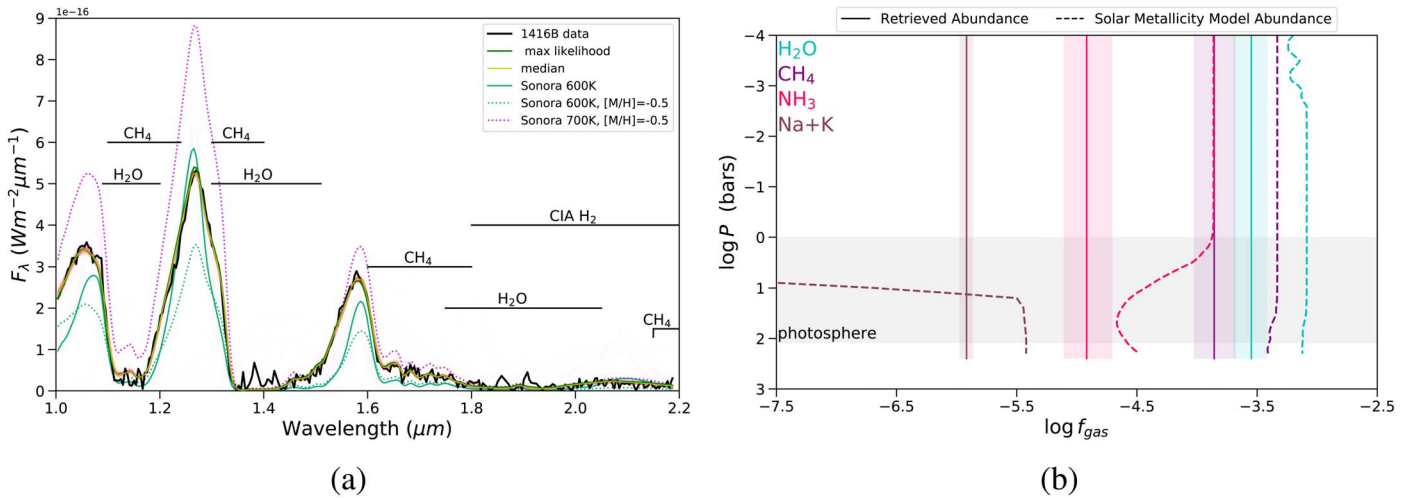 9 1e−16
8
7
6
5
4
3
2
1
0
F_λ (Wm⁻²μm⁻¹)
1416B data
max likelihood
median
Sonora 600K
Sonora 600K, [M/H]=-0.5
Sonora 700K, [M/H]=-0.5
CH₄ CH₄
H₂O H₂O
CIA H₂
CH₄
H₂O
CH₄
1.0 1.2 1.4 1.6 1.8 2.0 2.2
Wavelength (μm)
(a)
Retrieved Abundance Solar Metallicity Model Abundance
−4
−3
−2
−1
0
1
2
3
log P (bars)
H₂O
CH₄
NH₃
Na+K
photosphere
−7.5 −6.5 −5.5 −4.5 −3.5 −2.5
log f_gas
(b)